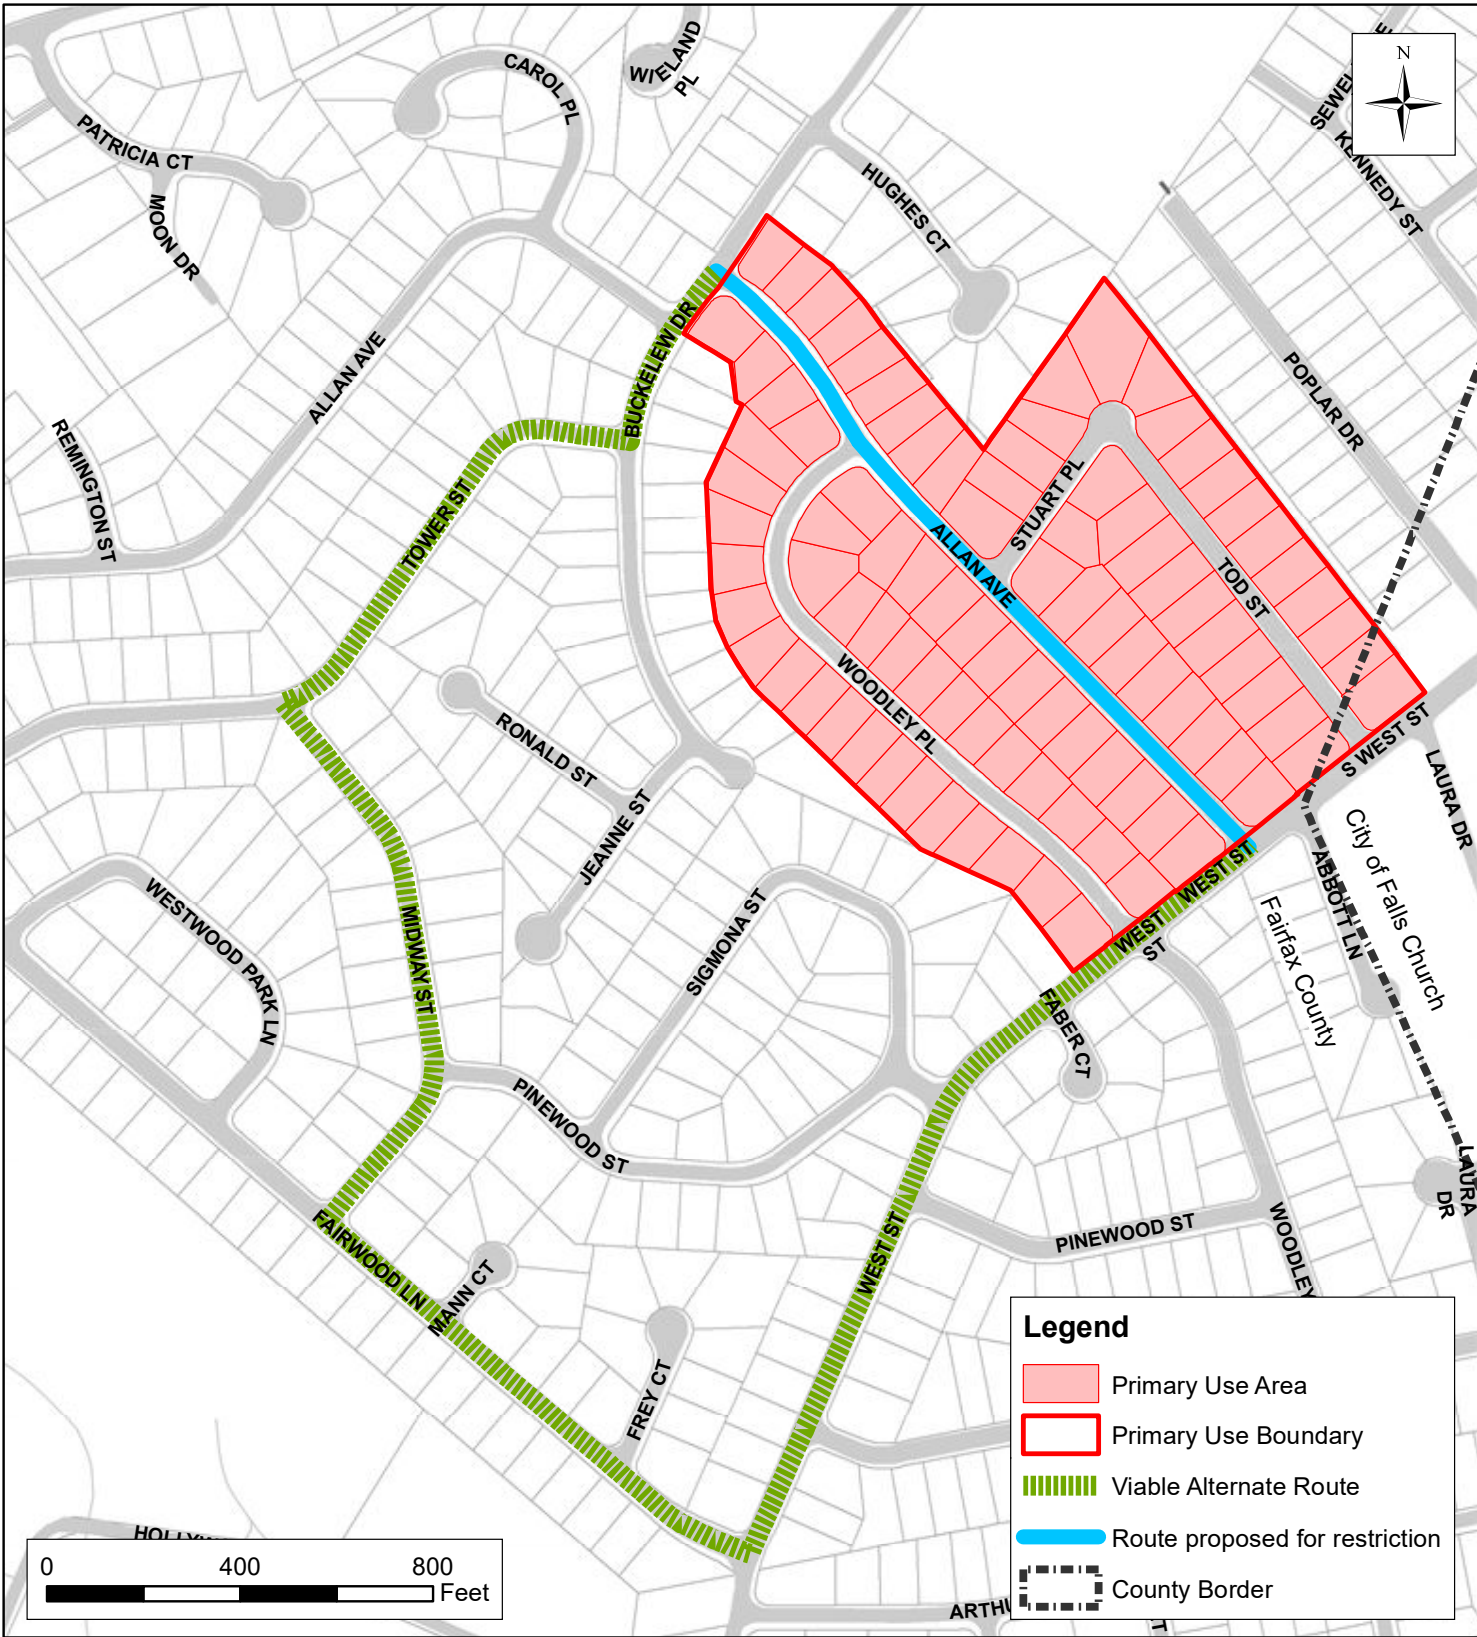 WIELAND
PL
CAROL PL
N
PATRICIA CT
KENNEDY ST
HUGHES CT
MOON DR
BUCKELEW DR
ALLAN AVE
POPLAR DR
REMINGTON ST
STUART PL
TOWER ST
ALLAN AVE
TOD ST
WOODLEY PL
RONALD ST
S WEST ST
LAURA DR
JEANNE ST
City of Falls Church
WEST ST
ABBOTT LN
WESTWOOD PARK LN
SIGMONA ST
Fairfax County
MIDWAY ST
WEST
ST
FABER CT
PINEWOOD ST
LAURA
DR
PINEWOOD ST
WOODLEY
WEST ST
FAIRWOOD LN
MANN CT
FREY CT
Legend
Primary Use Area
Primary Use Boundary
Viable Alternate Route
Route proposed for restriction
County Border
0 400 800
Feet